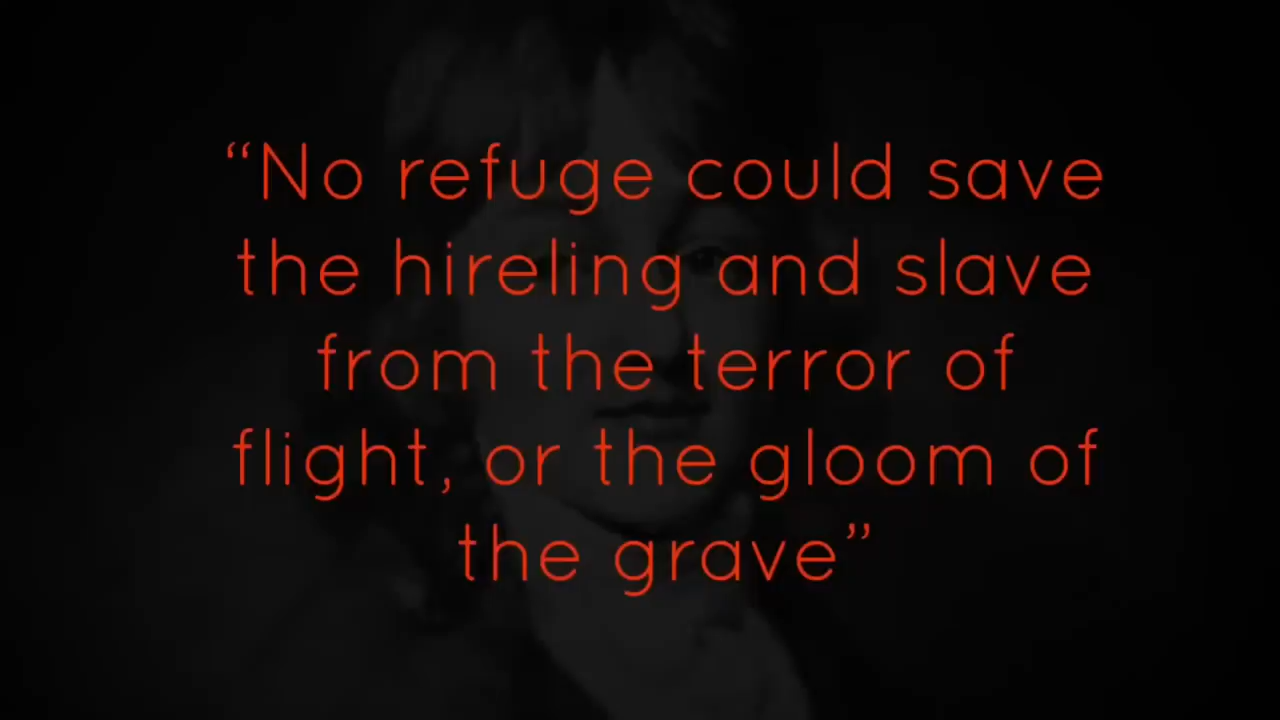 “No refuge could save
the hireling and slave
from the terror of
flight, or the gloom of
the grave”